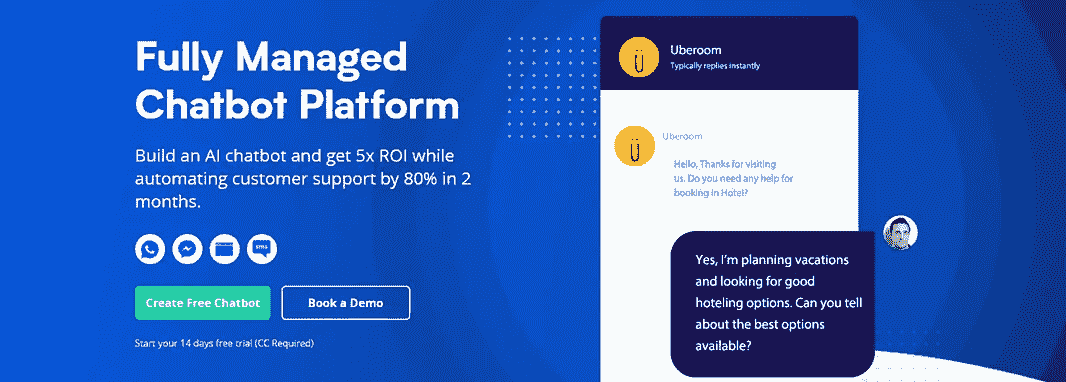 Fully Managed
Chatbot Platform
Build an AI chatbot and get 5x ROI while
automating customer support by 80% in 2
months.
Create Free Chatbot
Book a Demo
Start your 14 days free trial (CC Required)
Uberoom
Typically replies instantly
Uberoom
Hello, Thanks for visiting
us. Do you need any help for
booking in Hotel?
Yes, I'm planning vacations
and looking for good
hoteling options. Can you tell
about the best options
available?